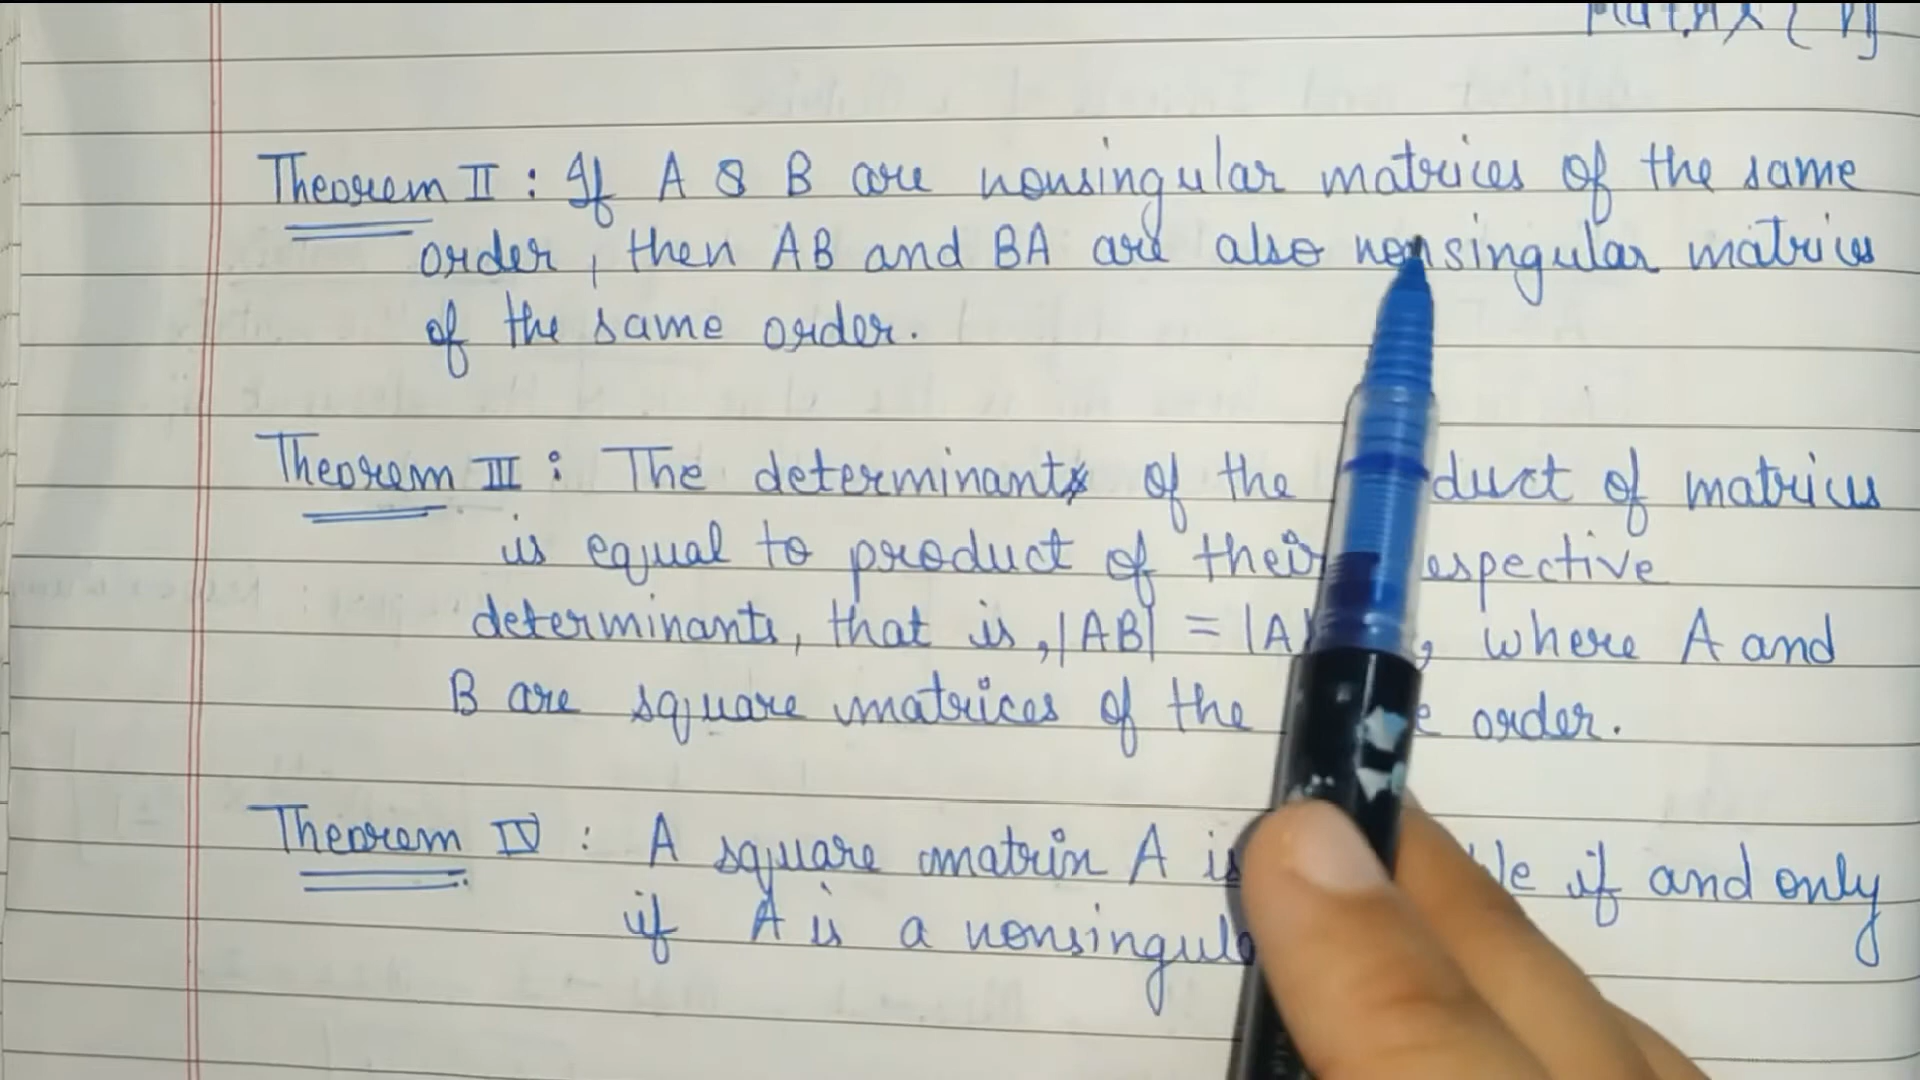 Theorem II : If A & B are nonsingular matrices of the same
order, then AB and BA are also nonsingular matrices
of the same order.
Theorem III : The determinant of the duct of matrices
is equal to product of their espective
determinants, that is, |AB| = |A| , where A and
B are square matrices of the e order.
Theorem IV : A square matrix A is le if and only
if A is a nonsingula